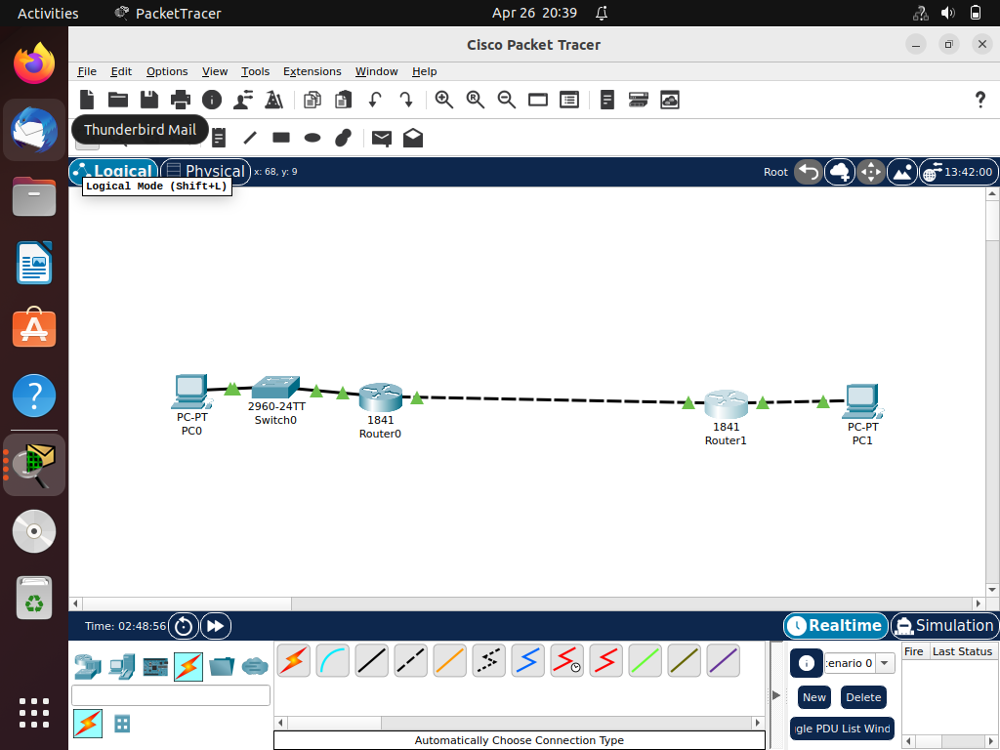 Activities
PacketTracer
Apr 26 20:39
Cisco Packet Tracer
File Edit Options View Tools Extensions Window Help
?
Thunderbird Mail
Logical
Physical
x: 68, y: 9
Root
13:42:00
Logical Mode (Shift+L)
PC-PT
PC0
2960-24TT
Switch0
1841
Router0
1841
Router1
PC-PT
PC1
Time: 02:48:56
Realtime
Simulation
enario 0
Fire
Last Status
New
Delete
gle PDU List Wind
Automatically Choose Connection Type